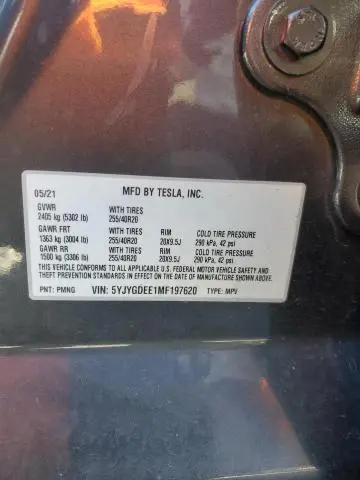 05/21 MFD BY TESLA, INC.
GVWR WITH TIRES
2405 kg (5302 lb) 255/40R20
GAWR FRT WITH TIRES RIM COLD TIRE PRESSURE
1363 kg (3004 lb) 255/40R20 20X9.5J 290 kPa, 42 psi
GAWR RR WITH TIRES RIM COLD TIRE PRESSURE
1500 kg (3306 lb) 255/40R20 20X9.5J 290 kPa, 42 psi
THIS VEHICLE CONFORMS TO ALL APPLICABLE U.S. FEDERAL MOTOR VEHICLE SAFETY AND
THEFT PREVENTION STANDARDS IN EFFECT ON THE DATE OF MANUFACTURE SHOWN ABOVE.
PNT: PMNG VIN: 5YJYGDEE1MF197620 TYPE: MPV